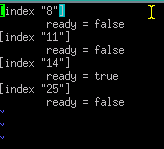 [index "8"]
ready = false
[index "11"]
ready = false
[index "14"]
ready = true
[index "25"]
ready = false
~
~
~